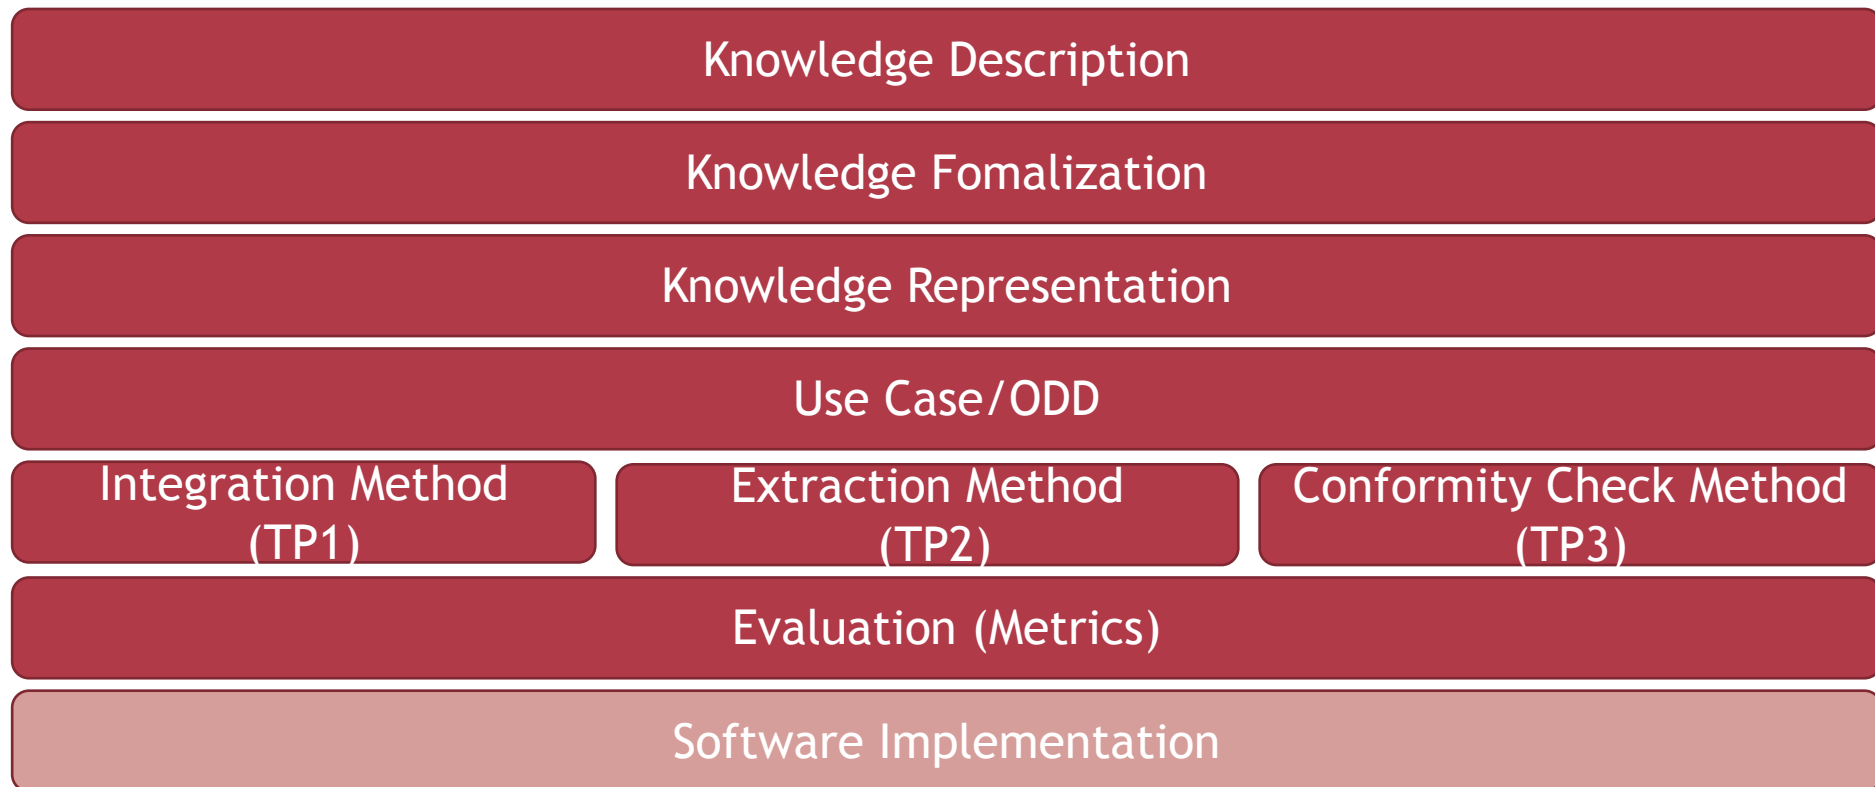 Knowledge Description
Knowledge Fomalization
Knowledge Representation
Use Case/ODD
Integration Method
(TP1)
Extraction Method
(TP2)
Conformity Check Method
(TP3)
Evaluation (Metrics)
Software Implementation